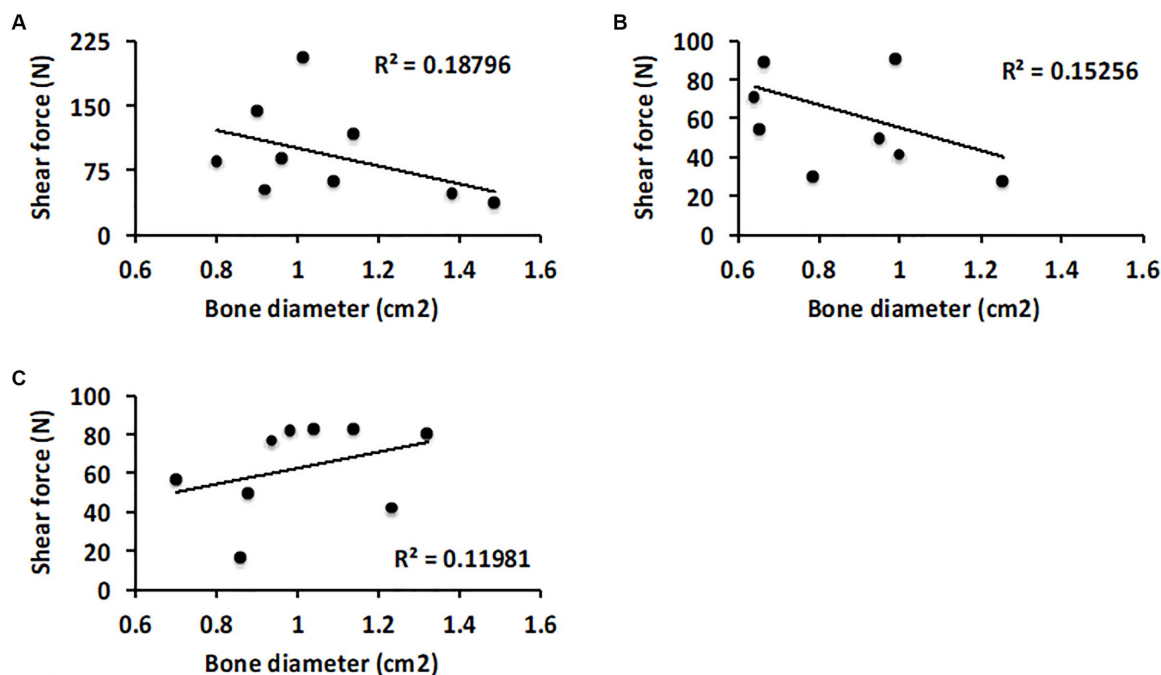 A
Shear force (N)
225
150
75
0
R² = 0.18796
0.6 0.8 1 1.2 1.4 1.6
Bone diameter (cm2)
B
Shear force (N)
100
80
60
40
20
0
R² = 0.15256
0.6 0.8 1 1.2 1.4 1.6
Bone diameter (cm2)
C
Shear force (N)
100
80
60
40
20
0
R² = 0.11981
0.6 0.8 1 1.2 1.4 1.6
Bone diameter (cm2)